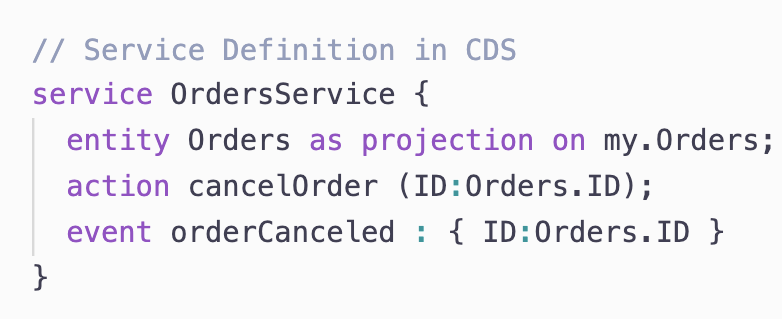 // Service Definition in CDS
service OrdersService {
  entity Orders as projection on my.Orders;
  action cancelOrder (ID:Orders.ID);
  event orderCanceled : { ID:Orders.ID }
}